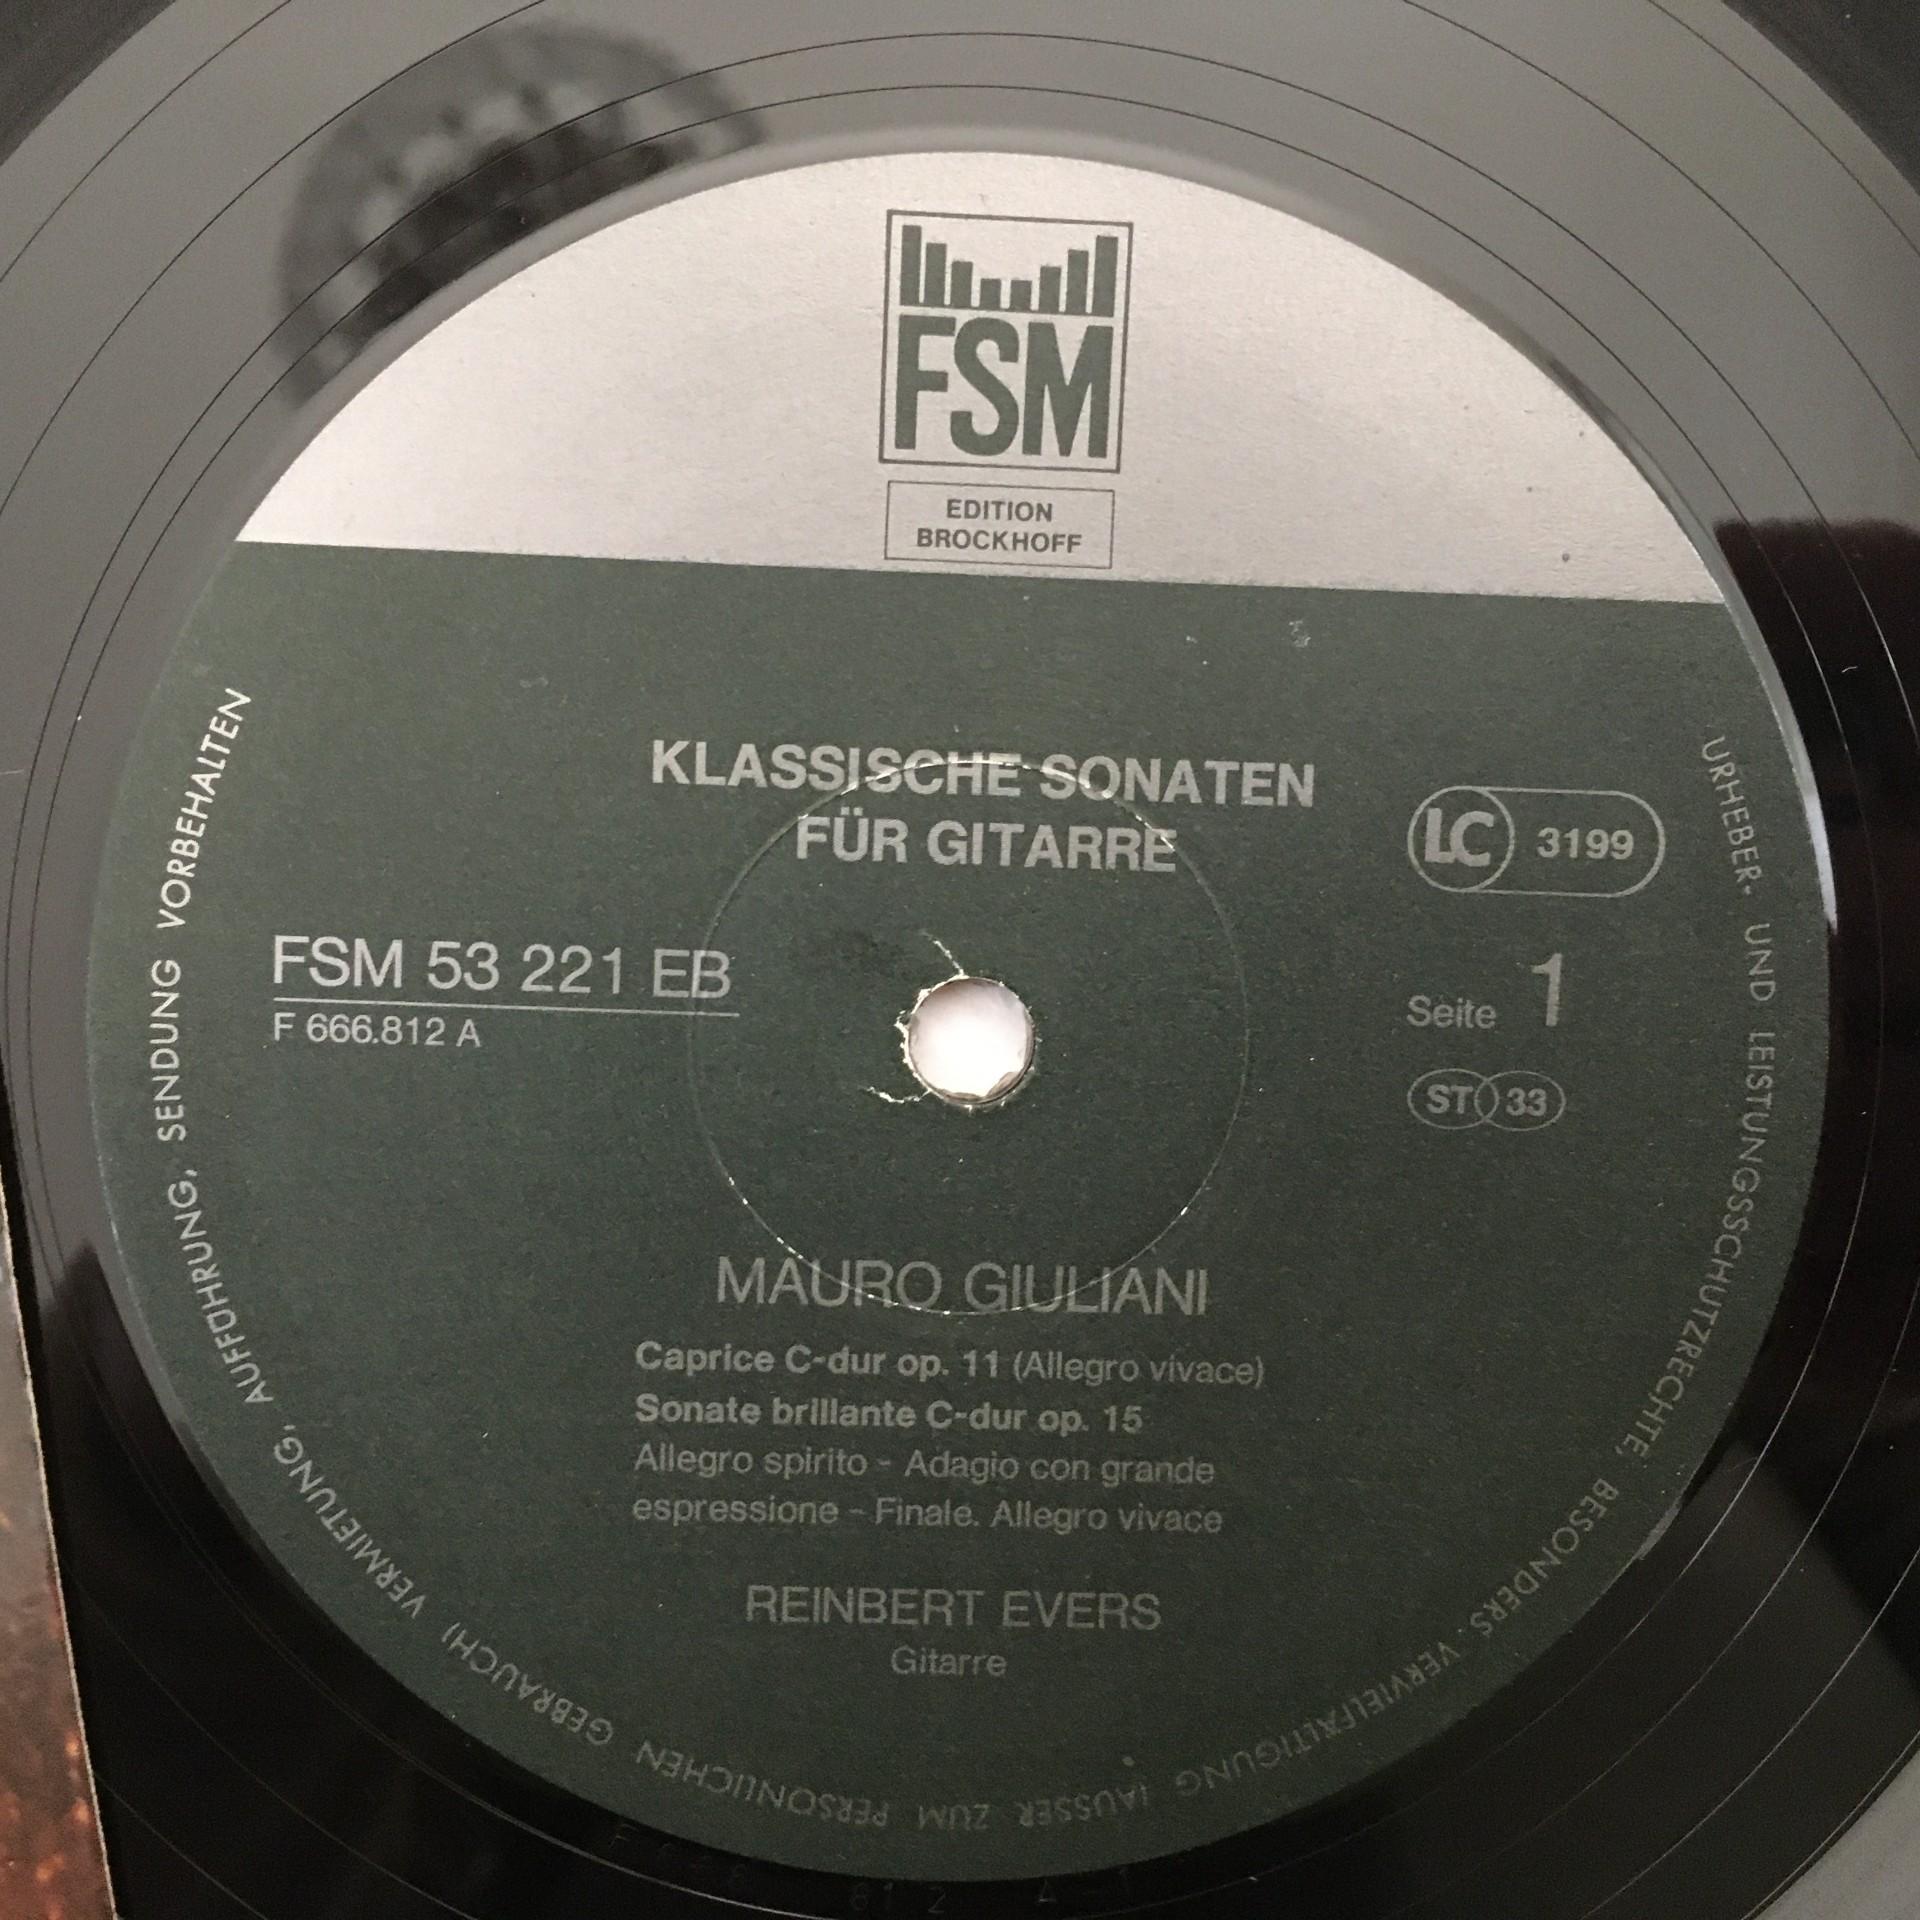 FSM
EDITION
BROCKHOFF
KLASSISCHE SONATEN
FÜR GITARRE
LC 3199
FSM 53 221 EB
F 666.812 A
Seite 1
ST 33
MAURO GIULIANI
Caprice C-dur op. 11 (Allegro vivace)
Sonate brillante C-dur op. 15
Allegro spirito - Adagio con grande
espressione - Finale. Allegro vivace
REINBERT EVERS
Gitarre
URHEBER- UND LEISTUNGSSCHUTZRECHTE, BESONDERS. VERVIELFÄLTIGUNG (AUSSER ZUM PERSÖNLICHEN GEBRAUCH) VERMIETUNG, AUFFÜHRUNG, SENDUNG VORBEHALTEN